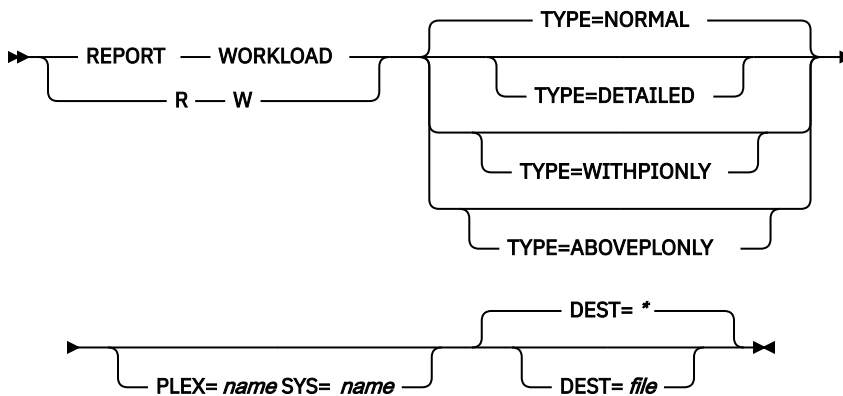 TYPE=NORMAL
REPORT WORKLOAD
R W
TYPE=DETAILED
TYPE=WITHPIONLY
TYPE=ABOVEPLONLY
DEST= *
PLEX= name SYS= name
DEST= file